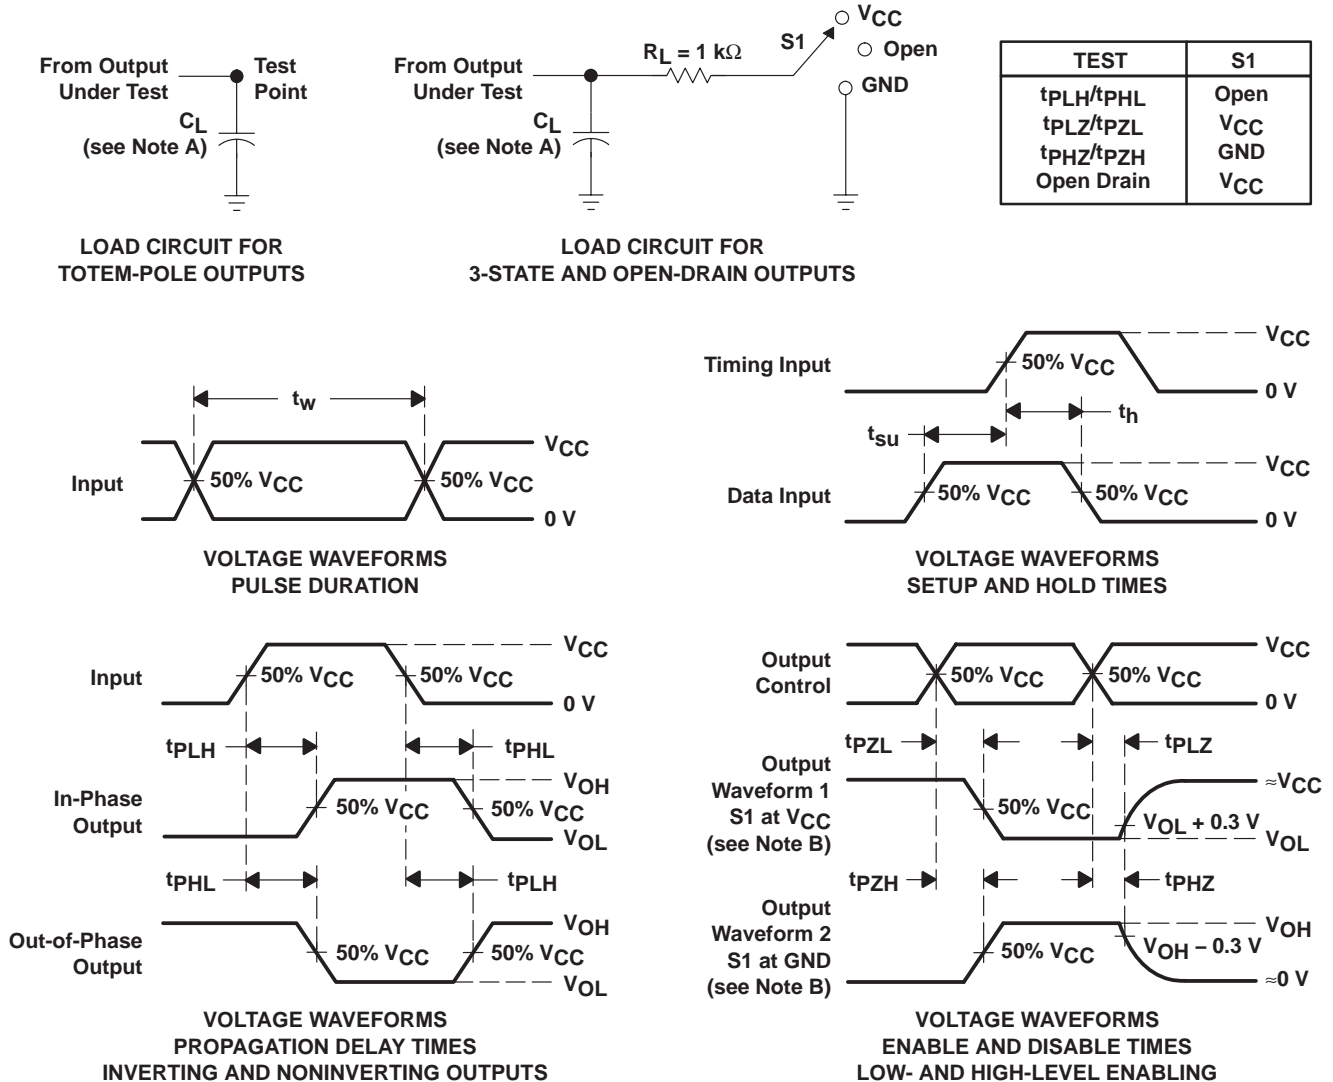 From Output
Under Test
Test
Point
CL
(see Note A)
LOAD CIRCUIT FOR
TOTEM-POLE OUTPUTS
From Output
Under Test
CL
(see Note A)
RL = 1 kΩ
S1
VCC
Open
GND
LOAD CIRCUIT FOR
3-STATE AND OPEN-DRAIN OUTPUTS
TEST S1
tPLH/tPHL Open
tPLZ/tPZL VCC
tPHZ/tPZH GND
Open Drain VCC
tw
VCC
Input
50% VCC
50% VCC
0 V
VOLTAGE WAVEFORMS
PULSE DURATION
VCC
Timing Input
50% VCC
0 V
th
tsu
VCC
Data Input
50% VCC
50% VCC
0 V
VOLTAGE WAVEFORMS
SETUP AND HOLD TIMES
VCC
Input
50% VCC
50% VCC
0 V
tPLH
tPHL
VOH
In-Phase
Output
50% VCC
50% VCC
VOL
tPHL
tPLH
VOH
Out-of-Phase
Output
50% VCC
50% VCC
VOL
VOLTAGE WAVEFORMS
PROPAGATION DELAY TIMES
INVERTING AND NONINVERTING OUTPUTS
VCC
Output
Control
50% VCC
50% VCC
0 V
tPZL
tPLZ
Output
Waveform 1
S1 at VCC
(see Note B)
≈VCC
50% VCC
VOL + 0.3 V
VOL
tPZH
tPHZ
Output
Waveform 2
S1 at GND
(see Note B)
VOH
50% VCC
VOH − 0.3 V
≈0 V
VOLTAGE WAVEFORMS
ENABLE AND DISABLE TIMES
LOW- AND HIGH-LEVEL ENABLING